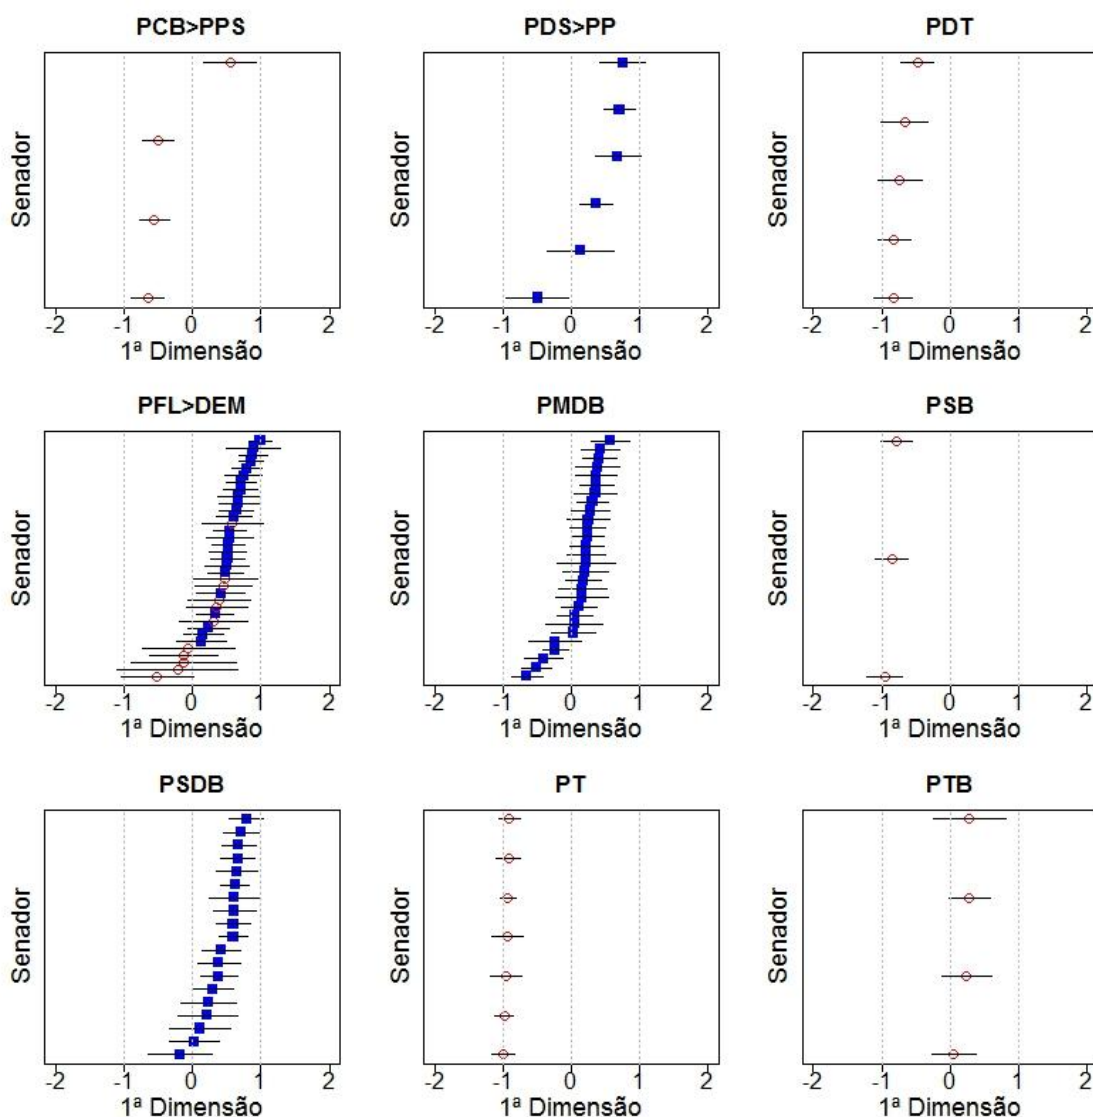 PCB>PPS
Senador
-2 -1 0 1 2
1ª Dimensão
PDS>PP
Senador
-2 -1 0 1 2
1ª Dimensão
PDT
Senador
-2 -1 0 1 2
1ª Dimensão
PFL>DEM
Senador
-2 -1 0 1 2
1ª Dimensão
PMDB
Senador
-2 -1 0 1 2
1ª Dimensão
PSB
Senador
-2 -1 0 1 2
1ª Dimensão
PSDB
Senador
-2 -1 0 1 2
1ª Dimensão
PT
Senador
-2 -1 0 1 2
1ª Dimensão
PTB
Senador
-2 -1 0 1 2
1ª Dimensão